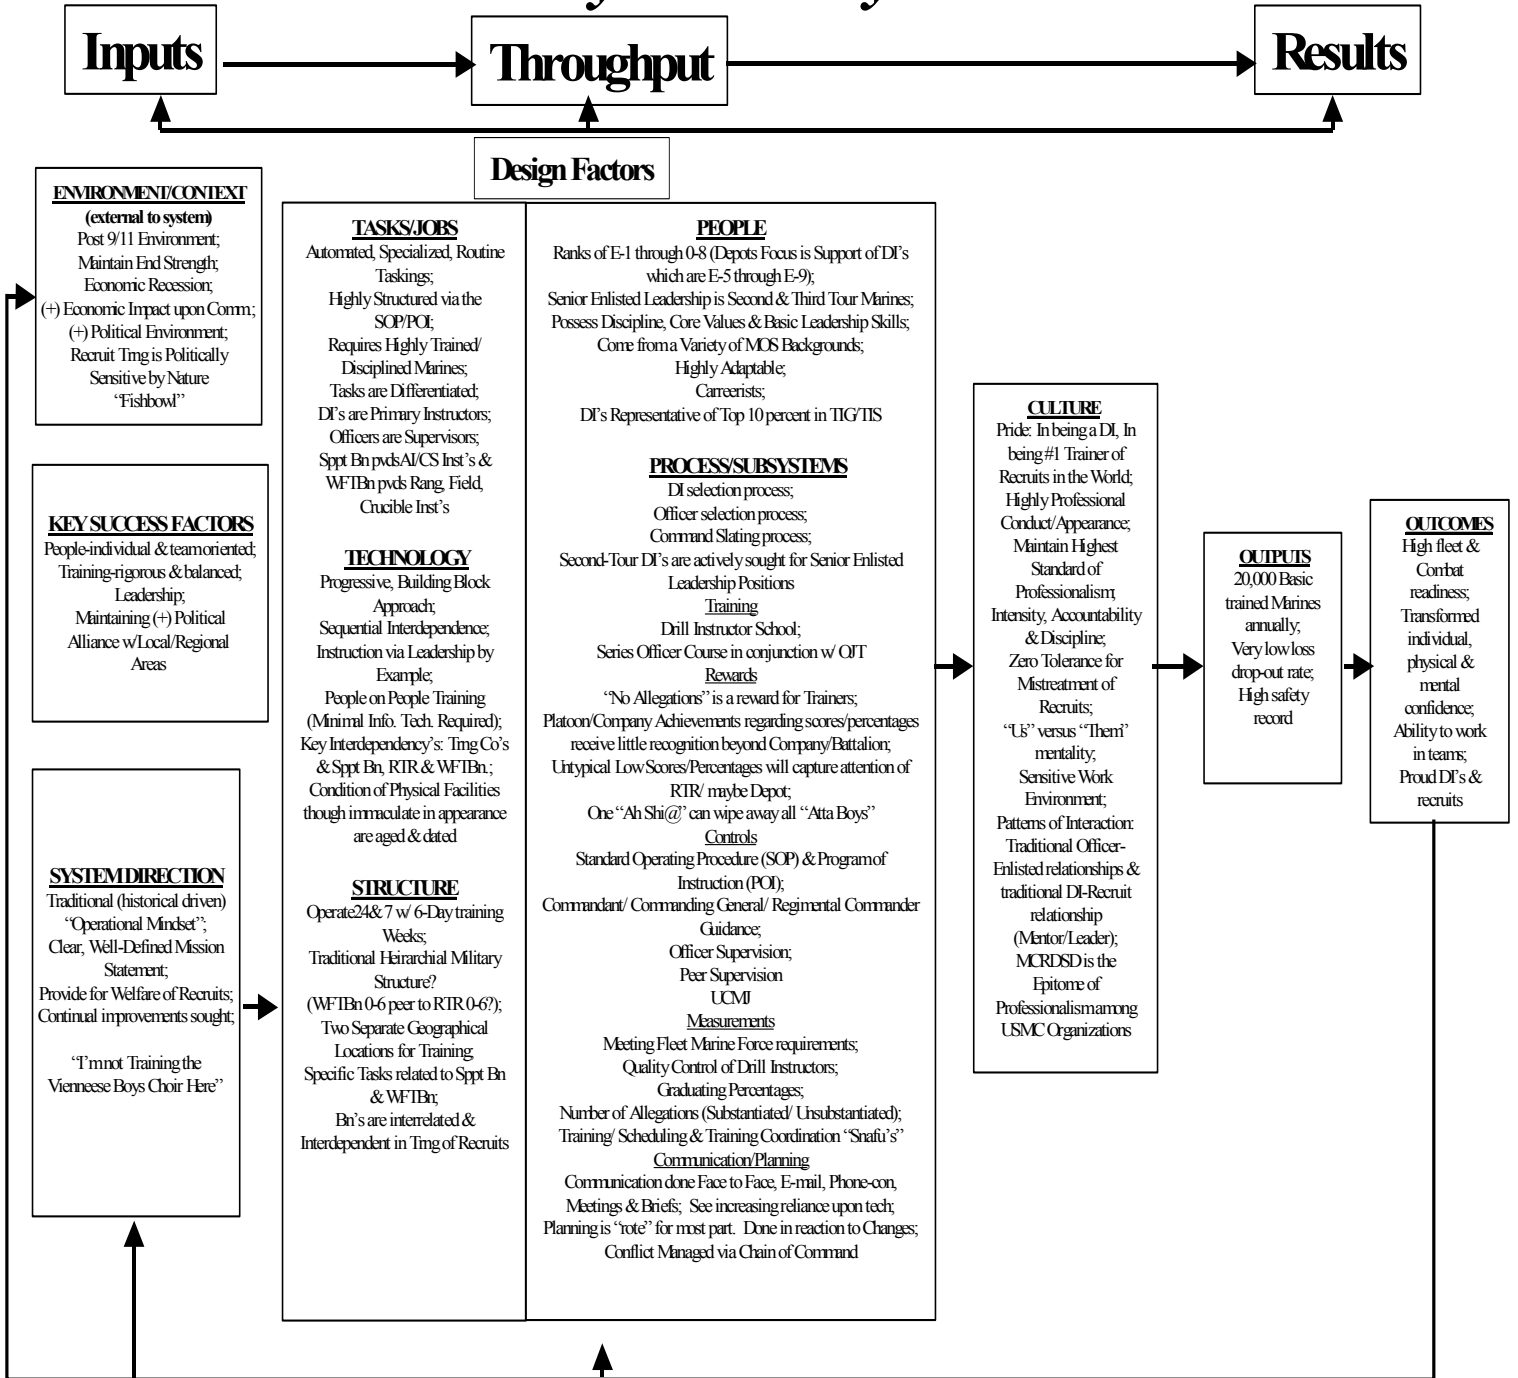 Inputs
Throughput
Results
Design Factors
ENVIRONMENT/CONTEXT
(external to system)
Post 9/11 Environment;
Maintain End Strength;
Economic Recession;
(+) Economic Impact upon Comm.;
(+) Political Environment;
Recruit Trng is Politically
Sensitive by Nature
“Fishbowl”
KEY SUCCESS FACTORS
People-individual & team oriented;
Training-rigorous & balanced;
Leadership;
Maintaining (+) Political
Alliance w/Local/Regional
Areas
SYSTEM DIRECTION
Traditional (historical driven)
“Operational Mindset”;
Clear, Well-Defined Mission
Statement;
Provide for Welfare of Recruits;
Continual improvements sought;
“I’m not Training the
Vienneese Boys Choir Here”
TASKS/JOBS
Automated, Specialized, Routine
Taskings;
Highly Structured via the
SOP/POI;
Requires Highly Trained/
Disciplined Marines;
Tasks are Differentiated;
DI’s are Primary Instructors;
Officers are Supervisors;
Sppt Bn pvds AI/CS Inst’s &
WFTBn pvds Rang, Field,
Crucible Inst’s
TECHNOLOGY
Progressive, Building Block
Approach;
Sequential Interdependence;
Instruction via Leadership by
Example;
People on People Training
(Minimal Info. Tech. Required);
Key Interdependency’s: Trng Co’s
& Sppt Bn, RTR & WFTBn.;
Condition of Physical Facilities
though immaculate in appearance
are aged & dated
STRUCTURE
Operate 24 & 7 w/ 6-Day training
Weeks;
Traditional Heirarchial Military
Structure?
(WFTBn 0-6 peer to RTR 0-6?);
Two Separate Geographical
Locations for Training;
Specific Tasks related to Sppt Bn
& WFTBn;
Bn’s are interrelated &
Interdependent in Trng of Recruits
PEOPLE
Ranks of E-1 through 0-8 (Depots Focus is Support of DI’s
which are E-5 through E-9);
Senior Enlisted Leadership is Second & Third Tour Marines;
Possess Discipline, Core Values & Basic Leadership Skills;
Come from a Variety of MOS Backgrounds;
Highly Adaptable;
Carreerists;
DI’s Representative of Top 10 percent in TIG/TIS
PROCESS/SUBSYSTEMS
DI selection process;
Officer selection process;
Command Slating process;
Second-Tour DI’s are actively sought for Senior Enlisted
Leadership Positions
Training
Drill Instructor School;
Series Officer Course in conjunction w/ OJT
Rewards
“No Allegations” is a reward for Trainers;
Platoon/Company Achievements regarding scores/percentages
receive little recognition beyond Company/Battalion;
Untypical Low Scores/Percentages will capture attention of
RTR/ maybe Depot;
One “Ah Shi@” can wipe away all “Atta Boys”
Controls
Standard Operating Procedure (SOP) & Program of
Instruction (POI);
Commandant/ Commanding General/ Regimental Commander
Guidance;
Officer Supervision;
Peer Supervision
UCMJ
Measurements
Meeting Fleet Marine Force requirements;
Quality Control of Drill Instructors;
Graduating Percentages;
Number of Allegations (Substantiated/ Unsubstantiated);
Training/ Scheduling & Training Coordination “Snafu’s”
Communication/Planning
Communication done Face to Face, E-mail, Phone-con,
Meetings & Briefs; See increasing reliance upon tech;
Planning is “rote” for most part. Done in reaction to Changes;
Conflict Managed via Chain of Command
CULTURE
Pride: In being a DI, In
being #1 Trainer of
Recruits in the World;
Highly Professional
Conduct/Appearance;
Maintain Highest
Standard of
Professionalism;
Intensity, Accountability
& Discipline;
Zero Tolerance for
Mistreatment of
Recruits;
“Us” versus “Them”
mentality;
Sensitive Work
Environment;
Patterns of Interaction:
Traditional Officer-
Enlisted relationships &
traditional DI-Recruit
relationship
(Mentor/Leader);
MCRDSD is the
Epitome of
Professionalism among
USMC Organizations
OUTPUTS
20,000 Basic
trained Marines
annually;
Very low loss
drop-out rate;
High safety
record
OUTCOMES
High fleet &
Combat
readiness;
Transformed
individual,
physical &
mental
confidence;
Ability to work
in teams;
Proud DI’s &
recruits